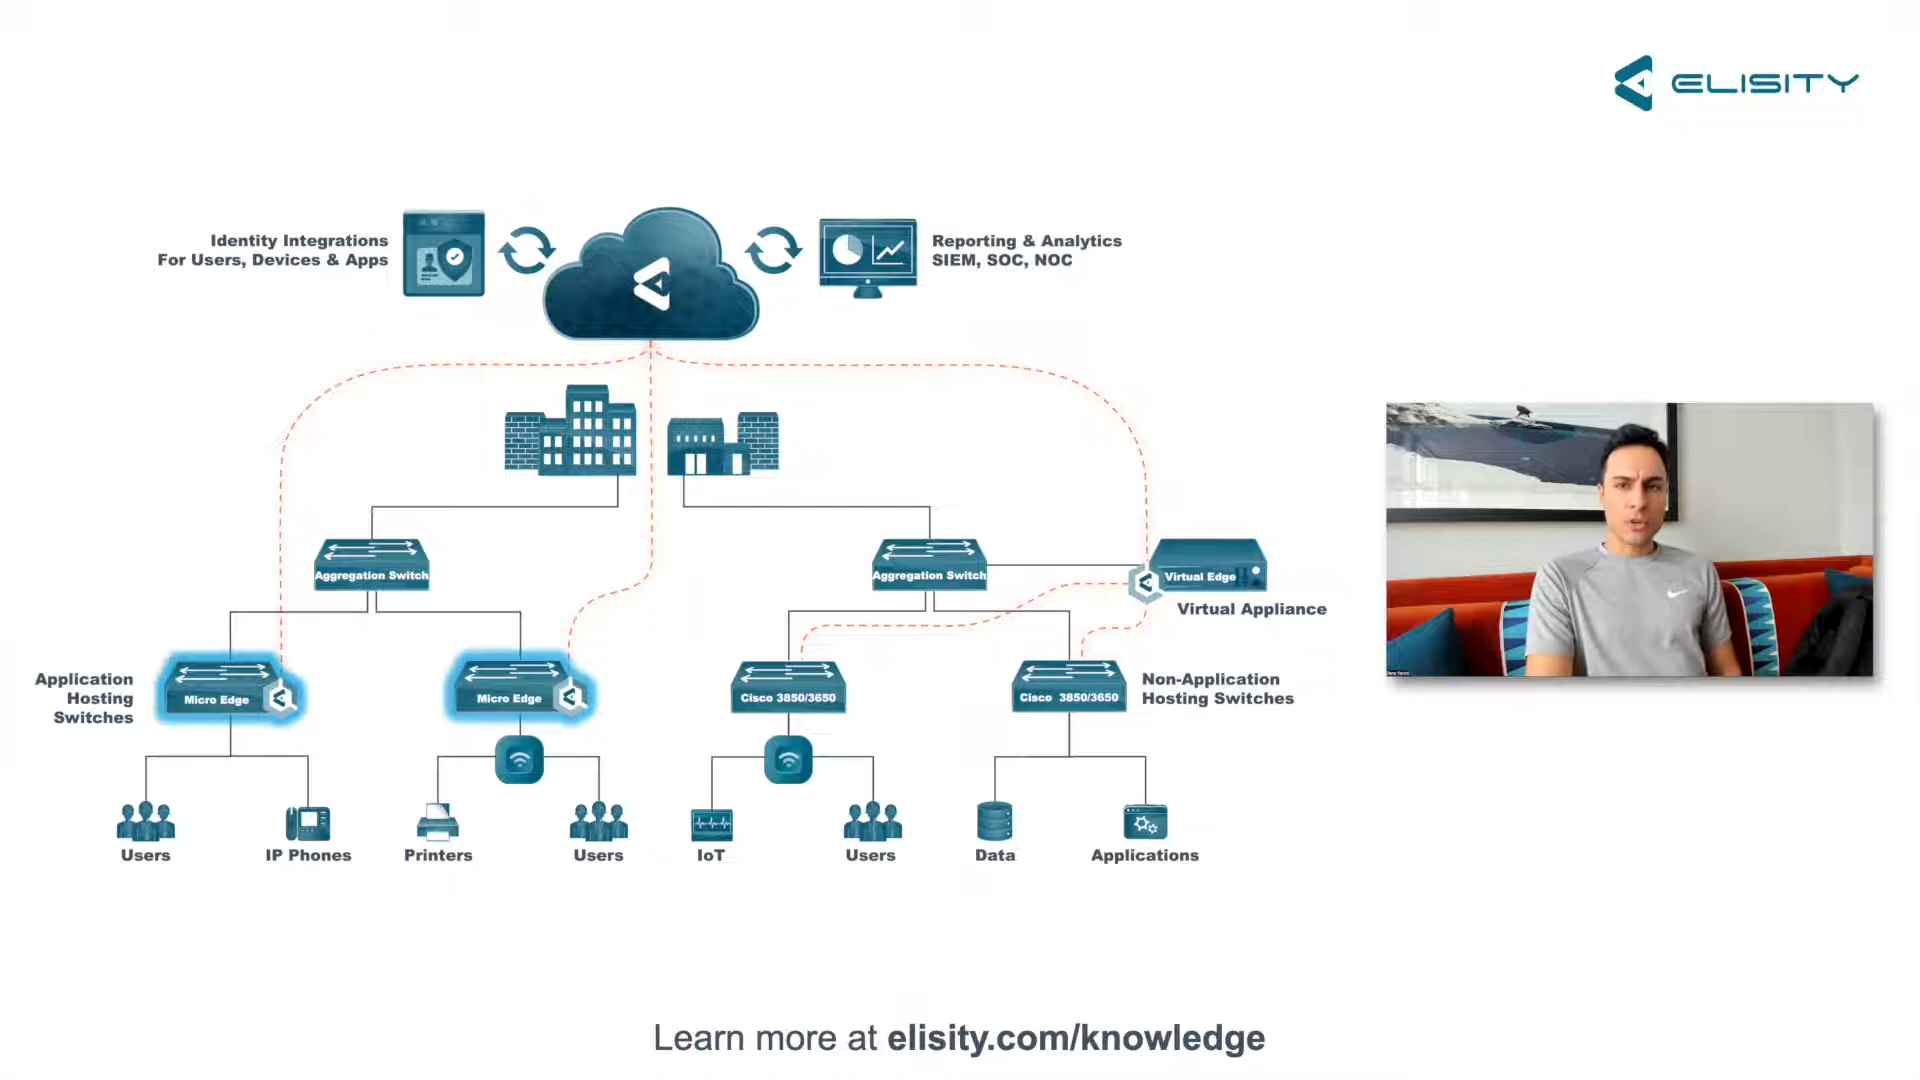 ELISITY
Identity Integrations
For Users, Devices & Apps
Reporting & Analytics
SIEM, SOC, NOC
Aggregation Switch
Aggregation Switch
Virtual Edge
Virtual Appliance
Application
Hosting
Switches
Micro Edge
Micro Edge
Cisco 3850/3650
Cisco 3850/3650
Non-Application
Hosting Switches
Users
IP Phones
Printers
Users
IoT
Users
Data
Applications
Learn more at elisity.com/knowledge